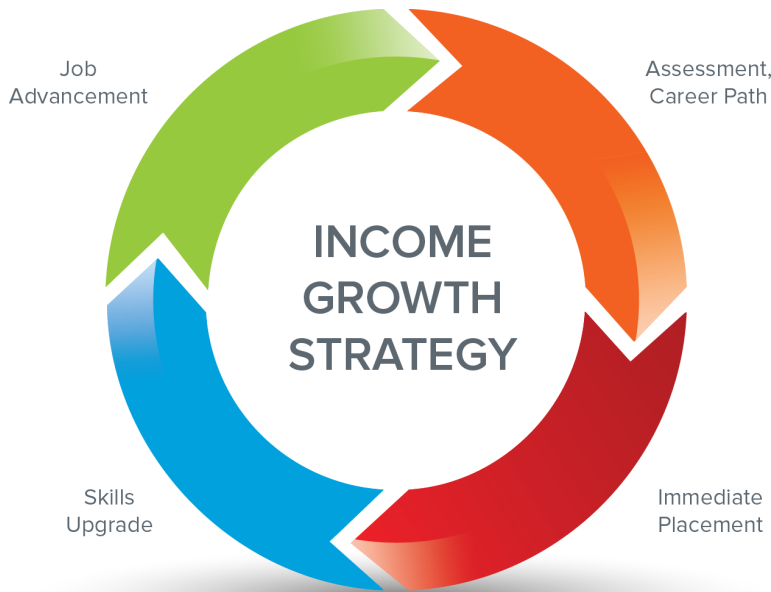 Job
Advancement
Assessment,
Career Path
INCOME
GROWTH
STRATEGY
Skills
Upgrade
Immediate
Placement